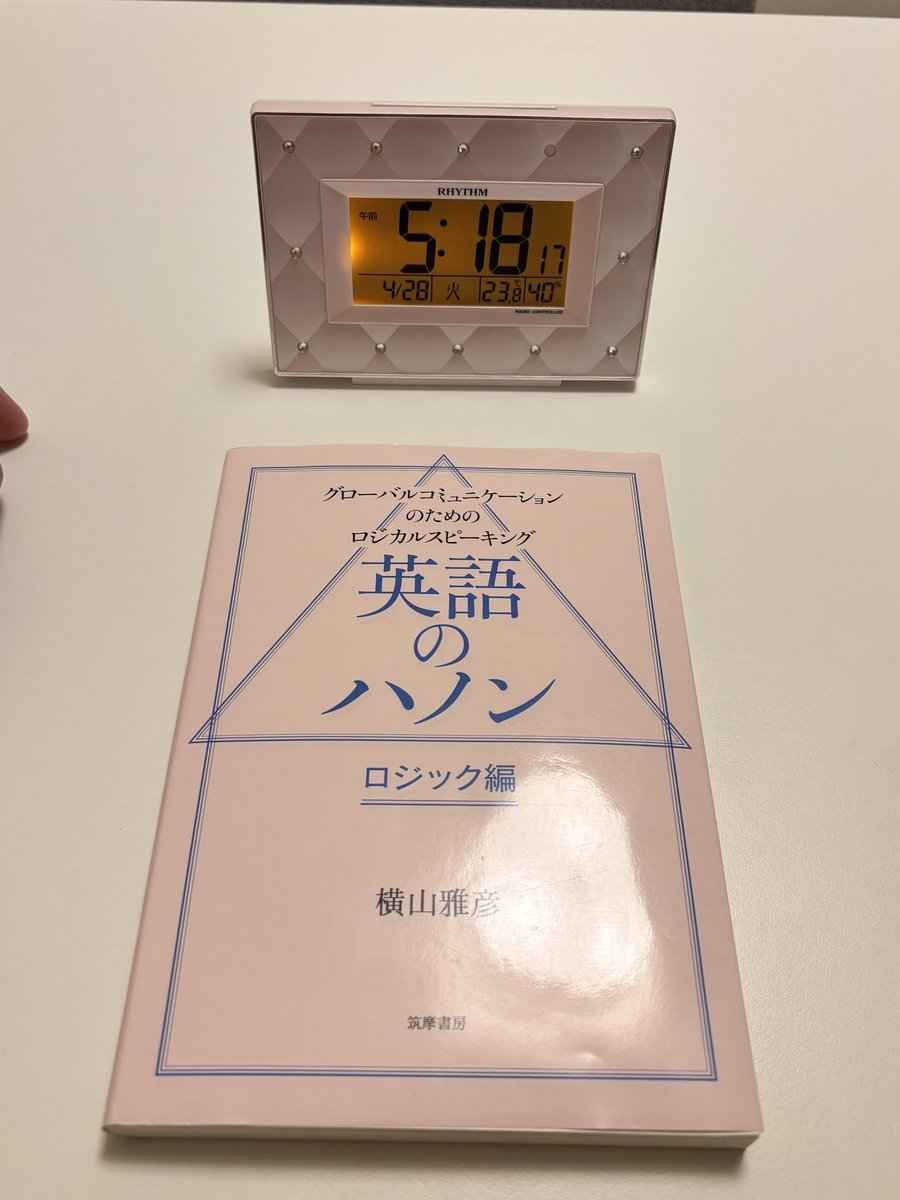 RHYTHM
午前 5:18 17
4/28 火 23.8℃ 40%
RADIO CONTROLLED
グローバルコミュニケーション
のための
ロジカルスピーキング
英語
の
ハノン
ロジック編
横山雅彦
筑摩書房